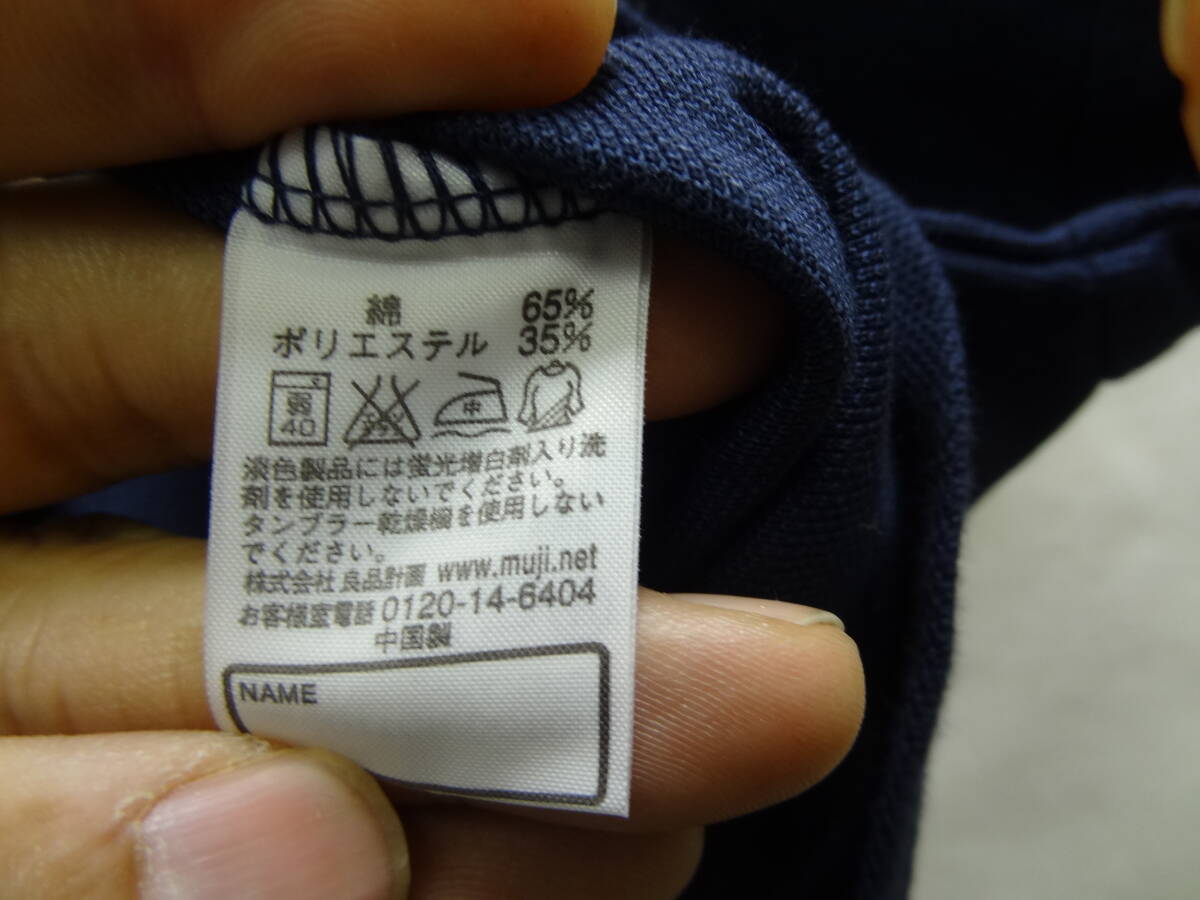 綿 65%
ポリエステル 35%
弱 40 中
淡色製品には蛍光増白剤入り洗
剤を使用しないでください。
タンブラー乾燥機を使用しない
でください。
株式会社 良品計画 www.muji.net
お客様室電話 0120-14-6404
中国製
NAME